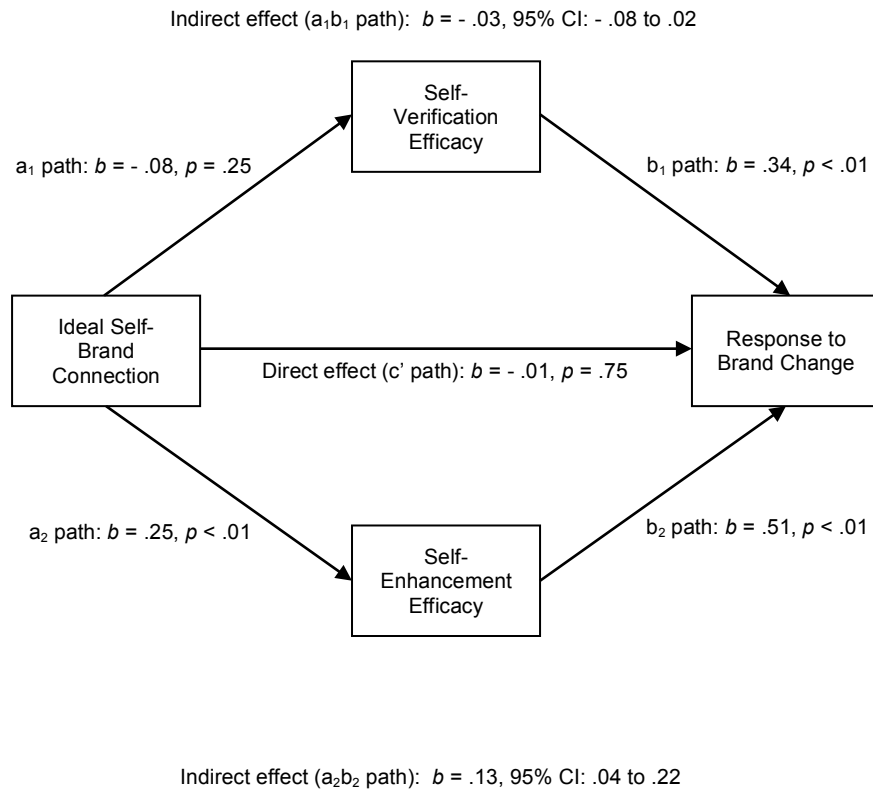 Indirect effect (a₁b₁ path):  b = - .03, 95% CI: - .08 to .02
Self-
Verification
Efficacy
a₁ path: b = - .08, p = .25
b₁ path: b = .34, p < .01
Ideal Self-
Brand
Connection
Response to
Brand Change
Direct effect (c’ path): b = - .01, p = .75
a₂ path: b = .25, p < .01
b₂ path: b = .51, p < .01
Self-
Enhancement
Efficacy
Indirect effect (a₂b₂ path):  b = .13, 95% CI: .04 to .22